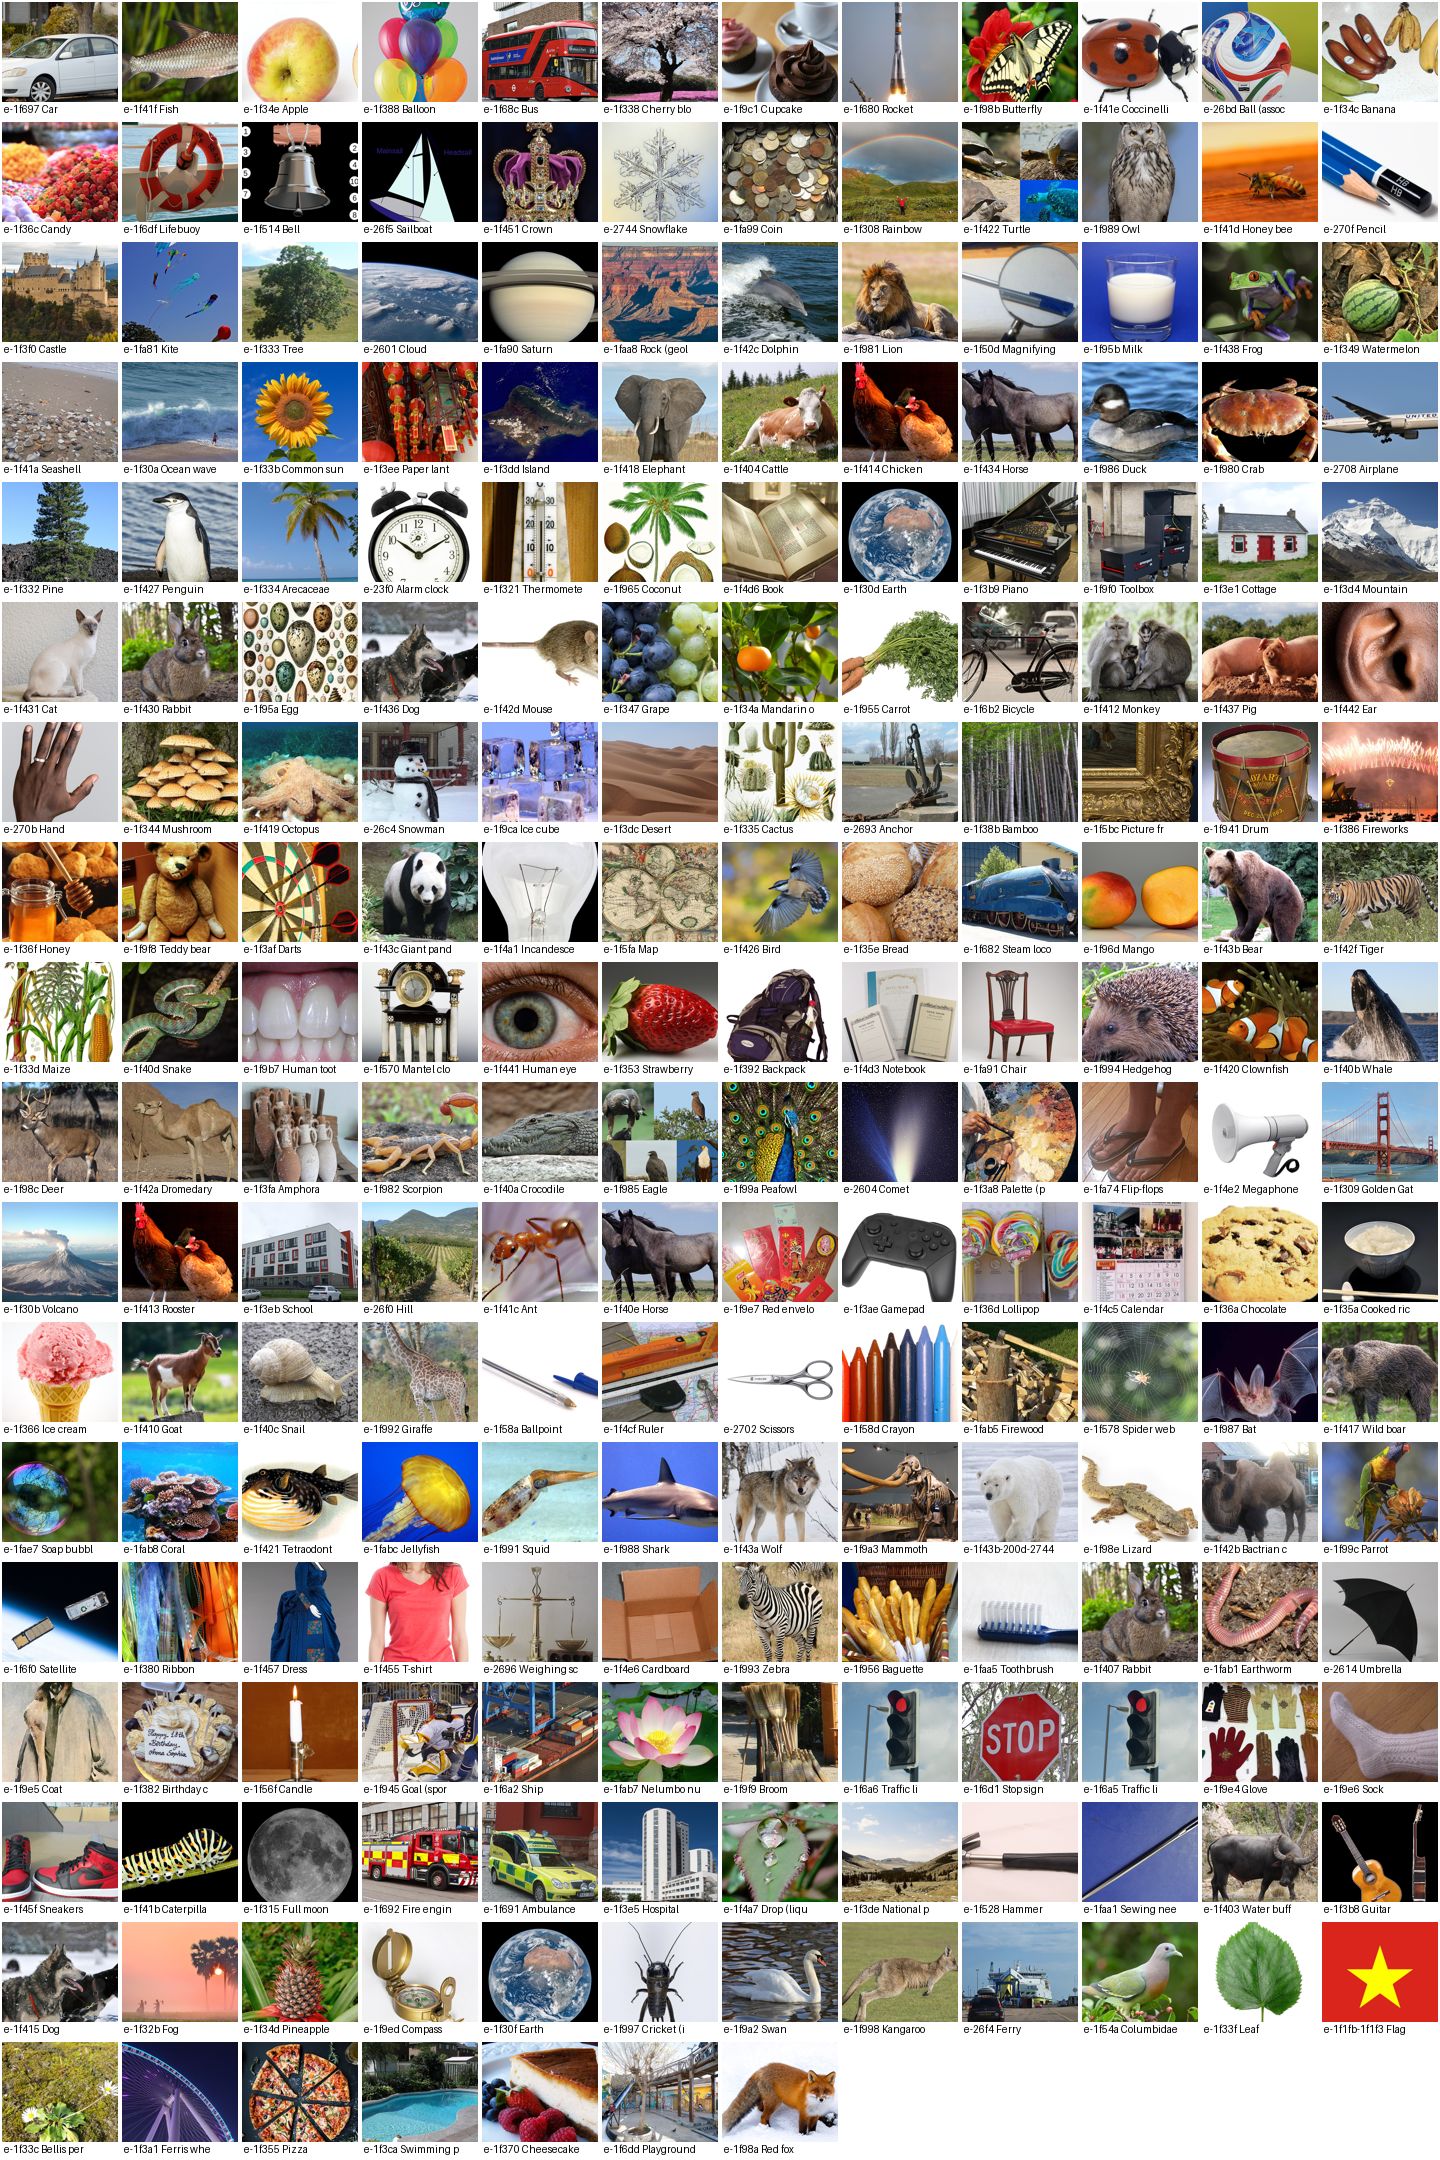 e-1f697 Car
e-1f41f Fish
e-1f34e Apple
e-1f388 Balloon
e-1f68c Bus
e-1f338 Cherry blo
e-1f9c1 Cupcake
e-1f680 Rocket
e-1f98b Butterfly
e-1f41e Coccinelli
e-26bd Ball (assoc
e-1f34c Banana
1
3
4
5
7
2
9
4
10
6
8
Mainsail
Headsail
HB
HB
e-1f36c Candy
e-1f6df Lifebuoy
e-1f514 Bell
e-26f5 Sailboat
e-1f451 Crown
e-2744 Snowflake
e-1fa99 Coin
e-1f308 Rainbow
e-1f422 Turtle
e-1f989 Owl
e-1f41d Honey bee
e-270f Pencil
e-1f3f0 Castle
e-1fa81 Kite
e-1f333 Tree
e-2601 Cloud
e-1fa90 Saturn
e-1faa8 Rock (geol
e-1f42c Dolphin
e-1f981 Lion
e-1f50d Magnifying
e-1f95b Milk
e-1f438 Frog
e-1f349 Watermelon
UNITED
e-1f41a Seashell
e-1f30a Ocean wave
e-1f33b Common sun
e-1f3ee Paper lant
e-1f3dd Island
e-1f418 Elephant
e-1f404 Cattle
e-1f414 Chicken
e-1f434 Horse
e-1f986 Duck
e-1f980 Crab
e-2708 Airplane
e-1f332 Pine
e-1f427 Penguin
e-1f334 Arecaceae
e-23f0 Alarm clock
e-1f321 Thermomete
e-1f965 Coconut
e-1f4d6 Book
e-1f30d Earth
e-1f3b9 Piano
e-1f9f0 Toolbox
e-1f3e1 Cottage
e-1f3d4 Mountain
e-1f431 Cat
e-1f430 Rabbit
e-1f95a Egg
e-1f436 Dog
e-1f42d Mouse
e-1f347 Grape
e-1f34a Mandarin o
e-1f955 Carrot
e-1f6b2 Bicycle
e-1f412 Monkey
e-1f437 Pig
e-1f442 Ear
e-270b Hand
e-1f344 Mushroom
e-1f419 Octopus
e-26c4 Snowman
e-1f9ca Ice cube
e-1f3dc Desert
e-1f335 Cactus
e-2693 Anchor
e-1f38b Bamboo
e-1f5bc Picture fr
e-1f941 Drum
e-1f386 Fireworks
e-1f36f Honey
e-1f9f8 Teddy bear
e-1f3af Darts
e-1f43c Giant pand
e-1f4a1 Incandesce
e-1f5fa Map
e-1f426 Bird
e-1f35e Bread
e-1f682 Steam loco
e-1f96d Mango
e-1f43b Bear
e-1f42f Tiger
e-1f33d Maize
e-1f40d Snake
e-1f9b7 Human toot
e-1f570 Mantel clo
e-1f441 Human eye
e-1f353 Strawberry
e-1f392 Backpack
e-1f4d3 Notebook
e-1fa91 Chair
e-1f994 Hedgehog
e-1f420 Clownfish
e-1f40b Whale
e-1f98c Deer
e-1f42a Dromedary
e-1f3fa Amphora
e-1f982 Scorpion
e-1f40a Crocodile
e-1f985 Eagle
e-1f99a Peafowl
e-2604 Comet
e-1f3a8 Palette (p
e-1fa74 Flip-flops
e-1f4e2 Megaphone
e-1f309 Golden Gat
e-1f30b Volcano
e-1f413 Rooster
e-1f3eb School
e-26f0 Hill
e-1f41c Ant
e-1f40e Horse
e-1f9e7 Red envelo
e-1f3ae Gamepad
e-1f36d Lollipop
e-1f4c5 Calendar
e-1f36a Chocolate
e-1f35a Cooked ric
e-1f366 Ice cream
e-1f410 Goat
e-1f40c Snail
e-1f992 Giraffe
e-1f58a Ballpoint
e-1f4cf Ruler
e-2702 Scissors
e-1f58d Crayon
e-1fab5 Firewood
e-1f578 Spider web
e-1f987 Bat
e-1f417 Wild boar
e-1fae7 Soap bubbl
e-1fab8 Coral
e-1f421 Tetraodont
e-1fabc Jellyfish
e-1f991 Squid
e-1f988 Shark
e-1f43a Wolf
e-1f9a3 Mammoth
e-1f43b-200d-2744
e-1f98e Lizard
e-1f42b Bactrian c
e-1f99c Parrot
e-1f6f0 Satellite
e-1f380 Ribbon
e-1f457 Dress
e-1f455 T-shirt
e-2696 Weighing sc
e-1f4e6 Cardboard
e-1f993 Zebra
e-1f956 Baguette
e-1faa5 Toothbrush
e-1f407 Rabbit
e-1fab1 Earthworm
e-2614 Umbrella
Happy 18th
Birthday
STOP
e-1f9e5 Coat
e-1f382 Birthday c
e-1f56f Candle
e-1f945 Goal (spor
e-1f6a2 Ship
e-1fab7 Nelumbo nu
e-1f9f9 Broom
e-1f6a6 Traffic li
e-1f6d1 Stop sign
e-1f6a5 Traffic li
e-1f9e4 Glove
e-1f9e6 Sock
e-1f45f Sneakers
e-1f41b Caterpilla
e-1f315 Full moon
e-1f692 Fire engin
e-1f691 Ambulance
e-1f3e5 Hospital
e-1f4a7 Drop (liqu
e-1f3de National p
e-1f528 Hammer
e-1faa1 Sewing nee
e-1f403 Water buff
e-1f3b8 Guitar
e-1f415 Dog
e-1f32b Fog
e-1f34d Pineapple
e-1f9ed Compass
e-1f30f Earth
e-1f997 Cricket (i
e-1f9a2 Swan
e-1f998 Kangaroo
e-26f4 Ferry
e-1f54a Columbidae
e-1f33f Leaf
e-1f1fb-1f1f3 Flag
e-1f33c Bellis per
e-1f3a1 Ferris whe
e-1f355 Pizza
e-1f3ca Swimming p
e-1f370 Cheesecake
e-1f6dd Playground
e-1f98a Red fox